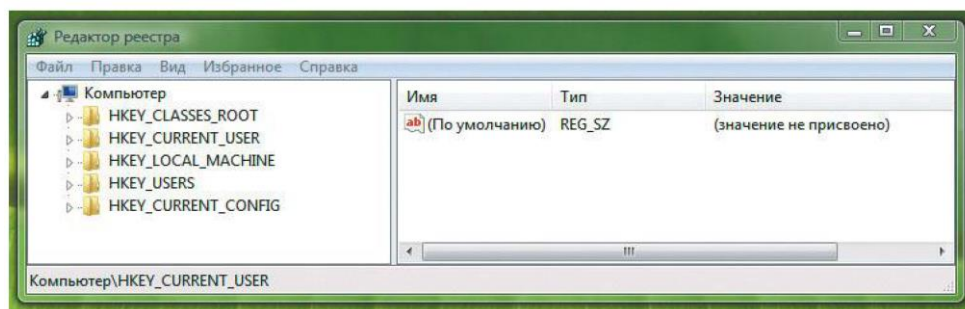 Редактор реестра
Файл Правка Вид Избранное Справка
Компьютер
HKEY_CLASSES_ROOT
HKEY_CURRENT_USER
HKEY_LOCAL_MACHINE
HKEY_USERS
HKEY_CURRENT_CONFIG
Имя Тип Значение
ab (По умолчанию) REG_SZ (значение не присвоено)
Компьютер\HKEY_CURRENT_USER